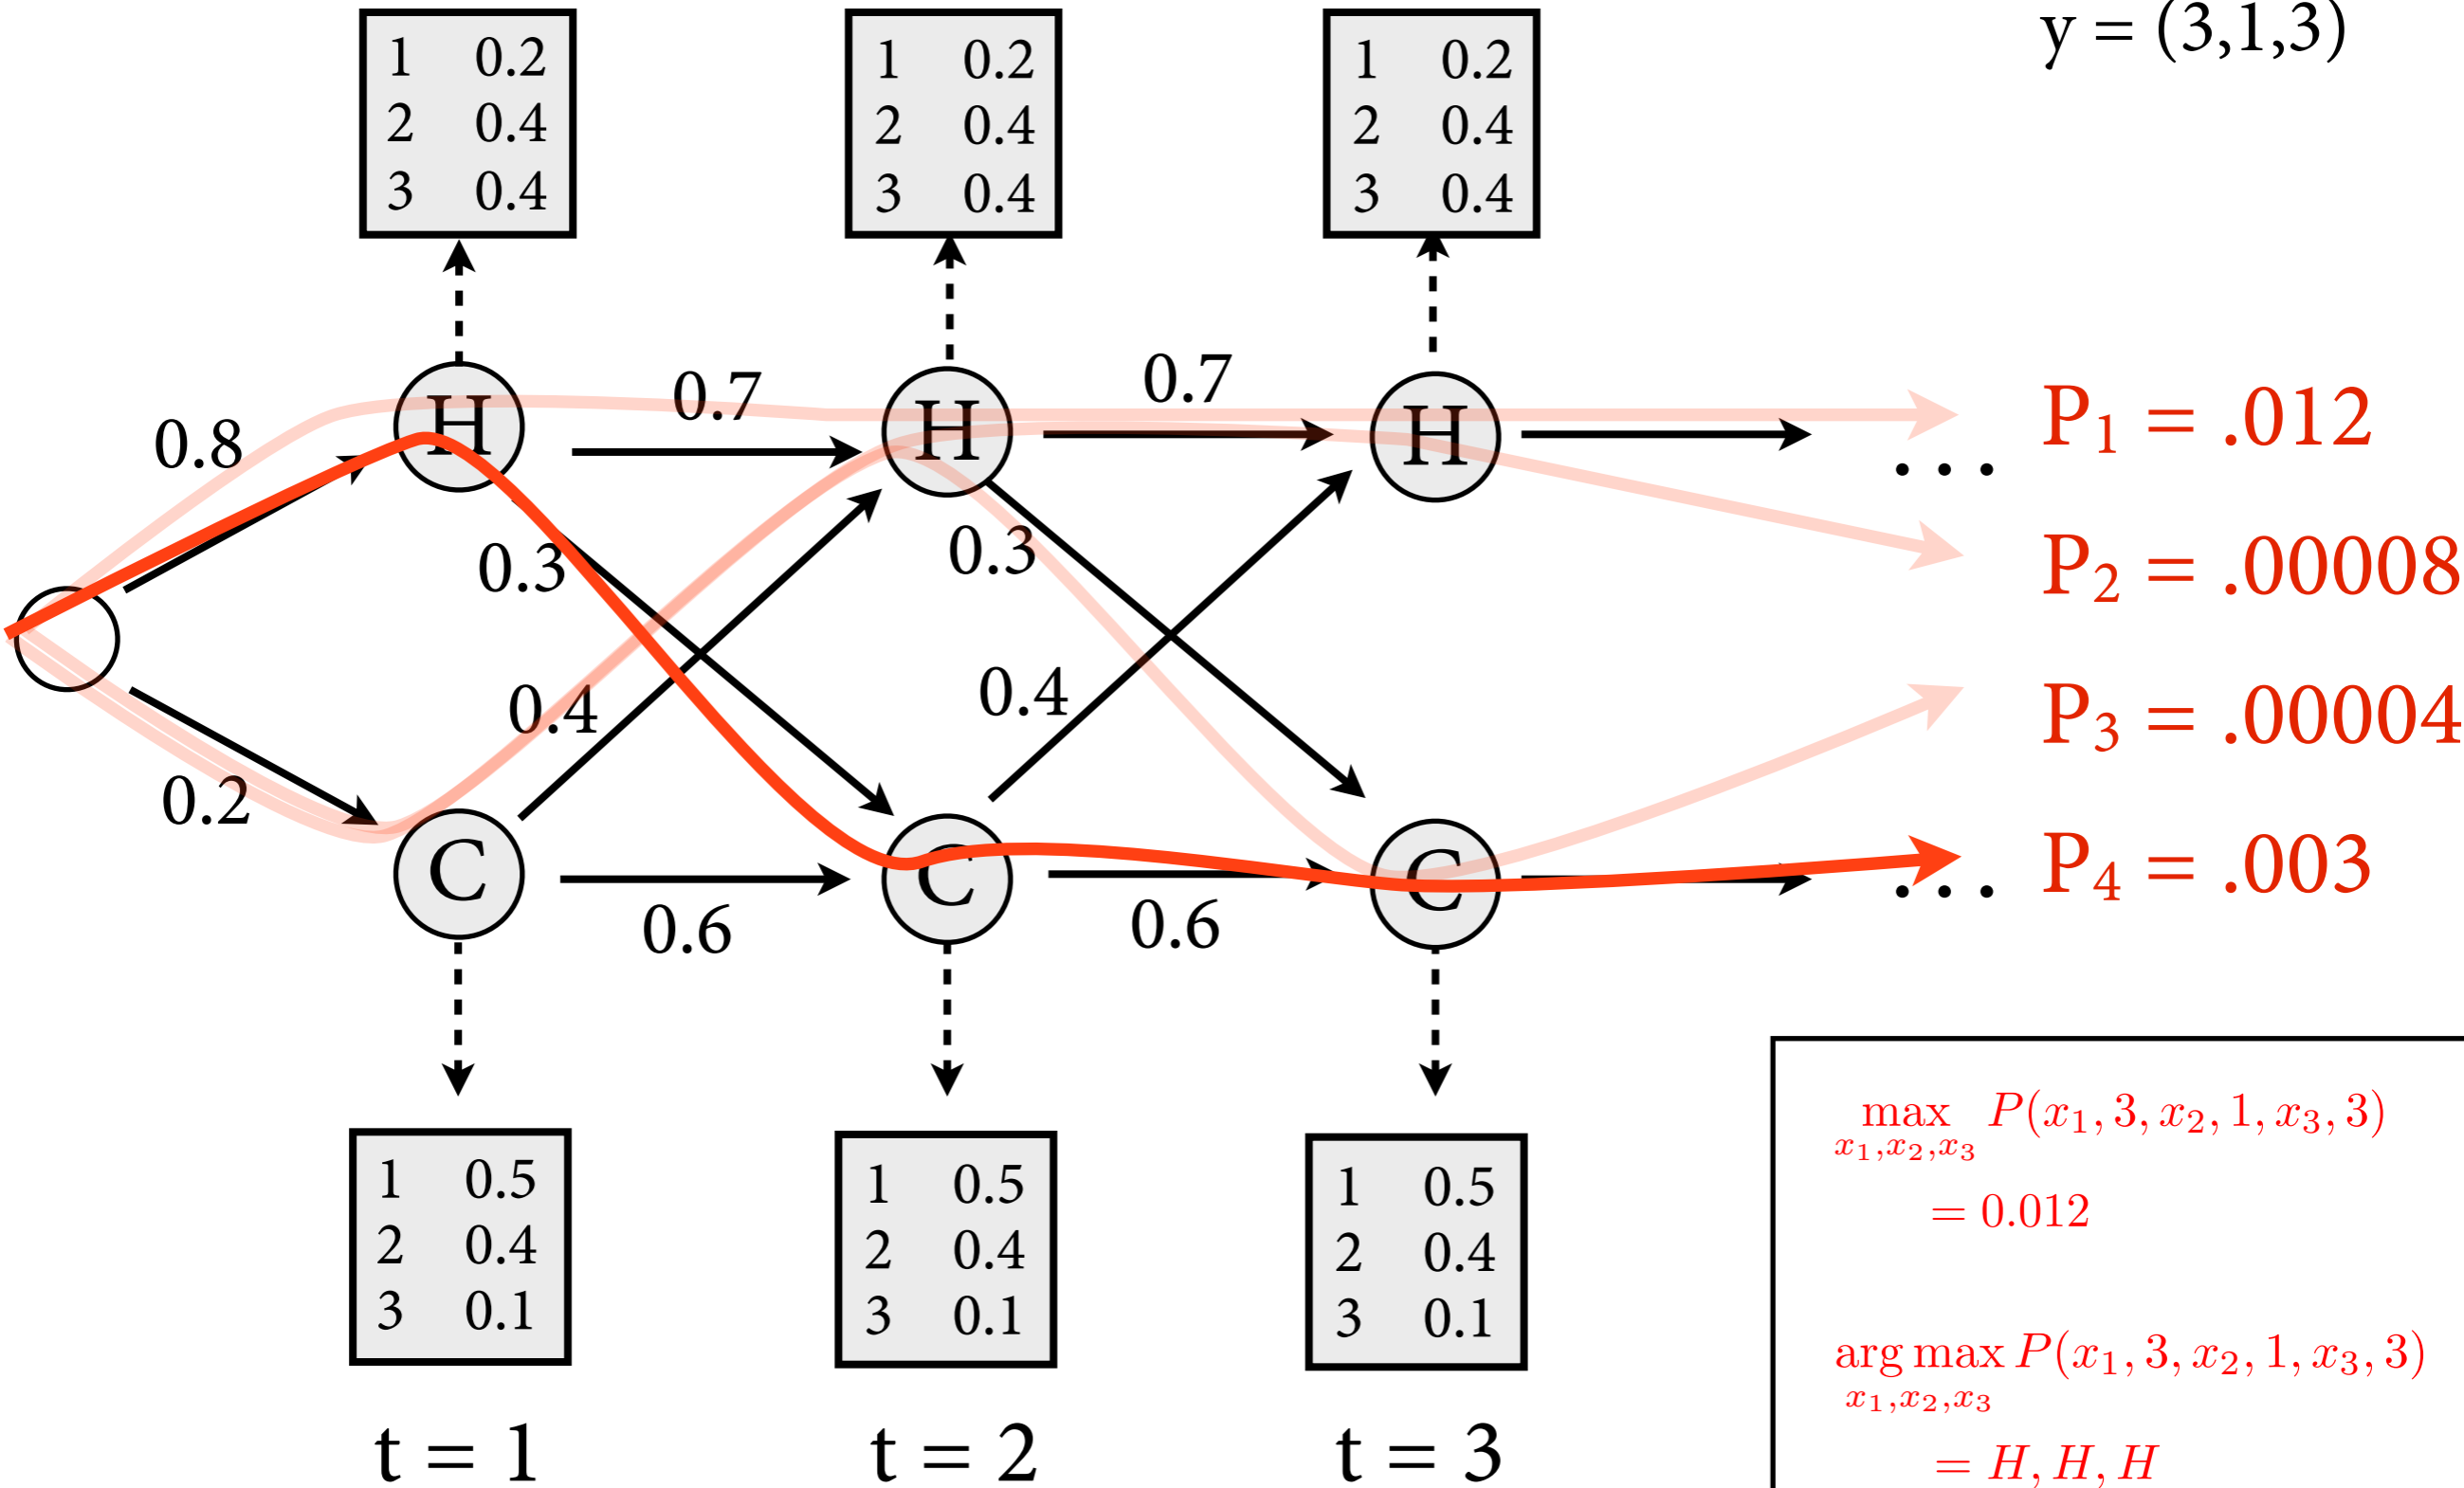 y = (3,1,3)
1 0.2
2 0.4
3 0.4
1 0.2
2 0.4
3 0.4
1 0.2
2 0.4
3 0.4
0.8
H
0.7
H
0.7
H
...
P1 = .012
0.3
0.3
P2 = .00008
0.4
0.4
P3 = .00004
0.2
C
0.6
C
0.6
C
...
P4 = .003
1 0.5
2 0.4
3 0.1
1 0.5
2 0.4
3 0.1
1 0.5
2 0.4
3 0.1
max P(x1, 3, x2, 1, x3, 3)
x1,x2,x3
= 0.012
arg max P(x1, 3, x2, 1, x3, 3)
x1,x2,x3
= H, H, H
t = 1
t = 2
t = 3